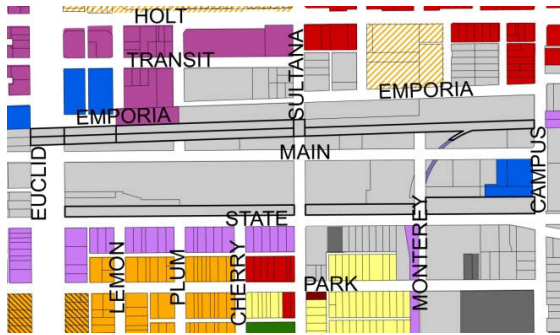 HOLT
TRANSIT
SULTANA
EMPORIA
EMPORIA
MAIN
EUCLID
CAMPUS
STATE
LEMON
PLUM
CHERRY
PARK
MONTEREY